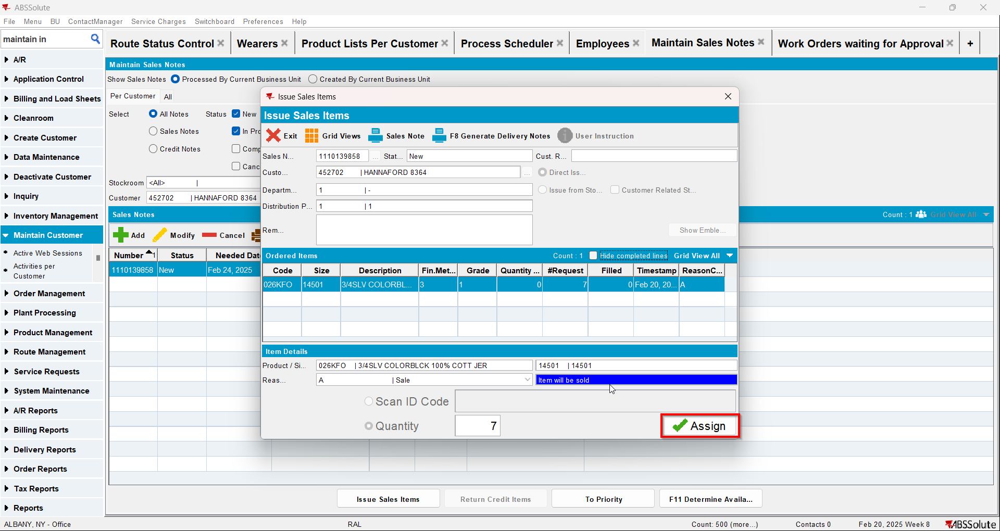 ABSSolute
File Menu BU ContactManager Service Charges Switchboard Preferences Help
maintain in
Route Status Control Wearers Product Lists Per Customer Process Scheduler Employees Maintain Sales Notes Work Orders waiting for Approval +
A/R
Application Control
Billing and Load Sheets
Cleanroom
Create Customer
Data Maintenance
Deactivate Customer
Inquiry
Inventory Management
Maintain Customer
Active Web Sessions
Activities per
Customer
Order Management
Plant Processing
Product Management
Route Management
Service Requests
System Maintenance
A/R Reports
Billing Reports
Delivery Reports
Order Reports
Tax Reports
Reports
Maintain Sales Notes
Show Sales Notes Processed By Current Business Unit Created By Current Business Unit
Per Customer All
Select All Notes Status New
Sales Notes In Pro
Credit Notes Comp
Canc
Stockroom <All> |
Customer 452702 | HANNAFORD 8364
Sales Notes Count : 1 Grid View All
Add Modify Cancel
Number 1 Status Needed Dat
1110139858 New Feb 24, 2025
Issue Sales Items
Issue Sales Items
Exit Grid Views Sales Note F8 Generate Delivery Notes User Instruction
Sales N... 1110139858 ... Stat... New Cust. R...
Custo... 452702 | HANNAFORD 8364 ... Direct Iss...
Departm... 1 | - Issue from Sto... Customer Related St...
Distribution P... 1 | 1
Rem... Show Emble...
Ordered Items Count : 1 Hide completed lines Grid View All
Code Size Description Fin.Met... Grade Quantity ... #Request Filled Timestamp ReasonC...
026KFO 14501 3/4SLV COLORBL... 3 1 0 7 0 Feb 20, 20... A
Item Details
Product / Si... 026KFO | 3/4SLV COLORBLCK 100% COTT JER 14501 | 14501
Reas... A | Sale Item will be sold
Scan ID Code
Quantity 7 Assign
Issue Sales Items Return Credit Items To Priority F11 Determine Availa...
ALBANY, NY - Office RAL Count: 500 (more...) Contacts 0 Feb 20, 2025 Week 8 ABSSolute